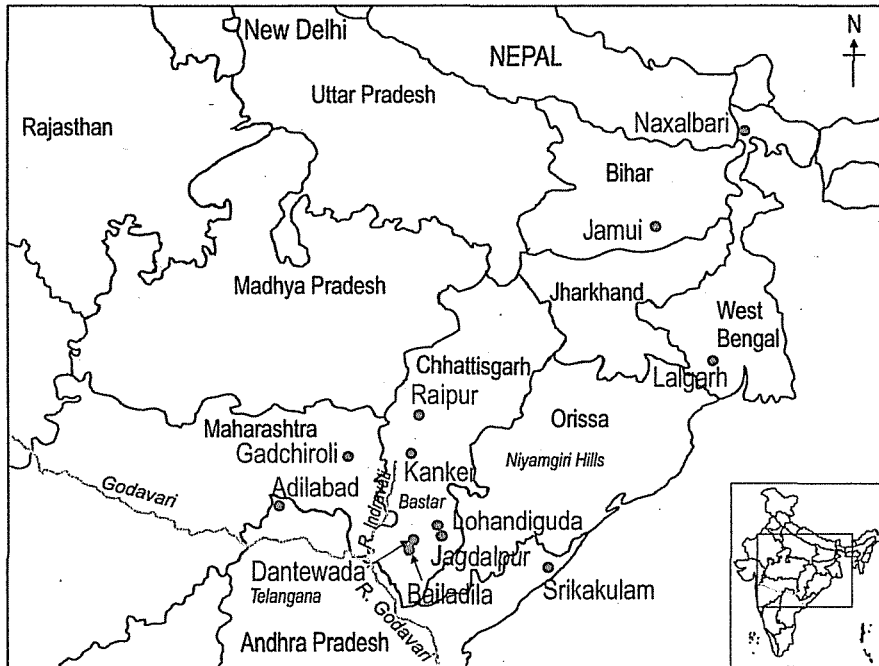 New Delhi
NEPAL
N
Uttar Pradesh
Rajasthan
Naxalbari
Bihar
Jamui
Madhya Pradesh
Jharkhand
West
Bengal
Chhattisgarh
Lalgarh
Raipur
Orissa
Maharashtra
Gadchiroli
Kanker
Niyamgiri Hills
Godavari
Adilabad
R. Indravati
Bastar
Lohandiguda
Jagdalpur
Dantewada
Bailadila
Srikakulam
Telangana
R. Godavari
Andhra Pradesh